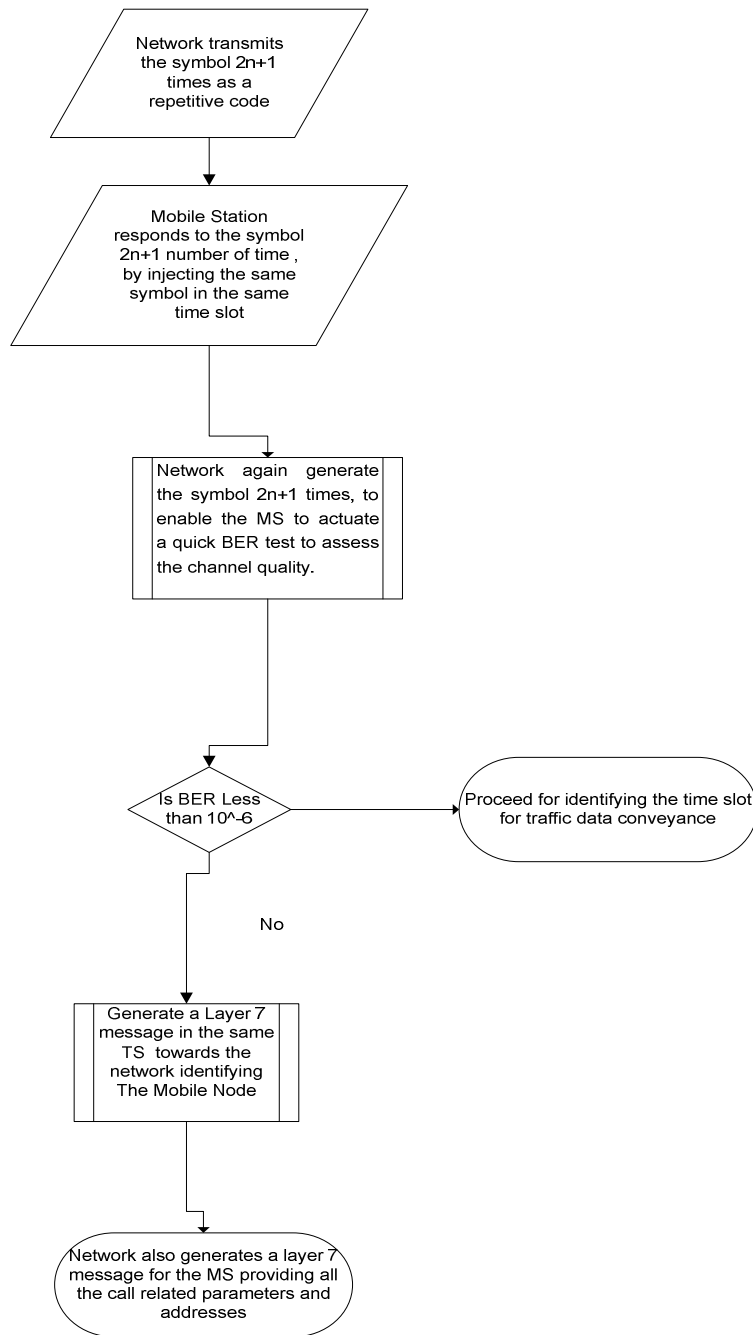 Network transmits
the symbol 2n+1
times as a
repetitive code
Mobile Station
responds to the symbol
2n+1 number of time ,
by injecting the same
symbol in the same
time slot
Network again generate
the symbol 2n+1 times, to
enable the MS to actuate
a quick BER test to assess
the channel quality.
Is BER Less
than 10^-6
Proceed for identifying the time slot
for traffic data conveyance
No
Generate a Layer 7
message in the same
TS towards the
network identifying
The Mobile Node
Network also generates a layer 7
message for the MS providing all
the call related parameters and
addresses